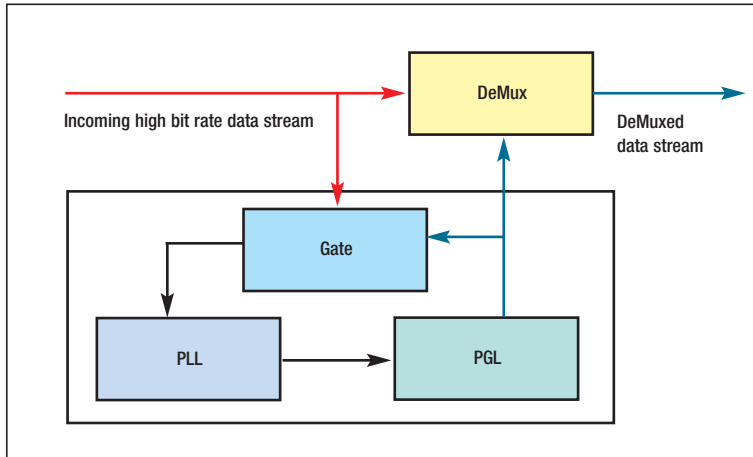 DeMux
Incoming high bit rate data stream
DeMuxed
data stream
Gate
PLL
PGL